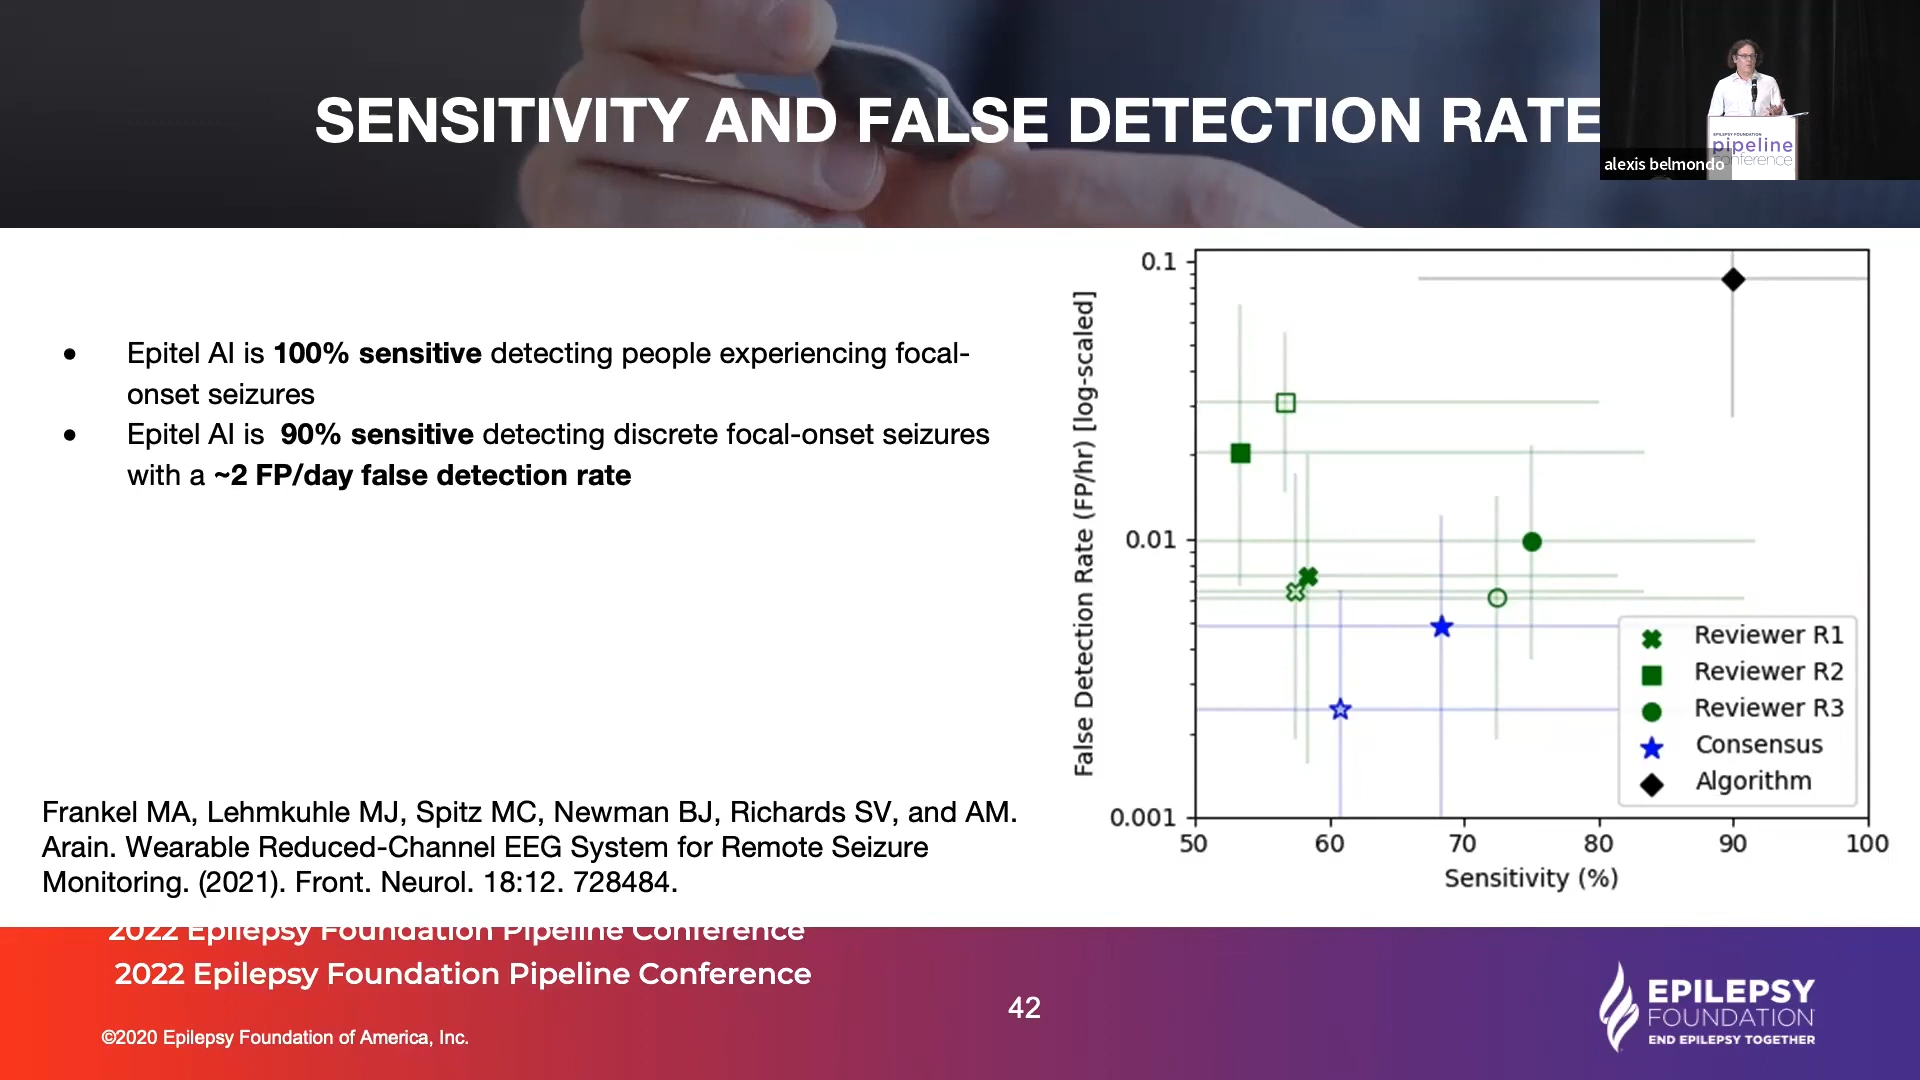 SENSITIVITY AND FALSE DETECTION RATE
EPILEPSY FOUNDATION
pipeline
conference
alexis belmondo
● Epitel AI is 100% sensitive detecting people experiencing focal-
onset seizures
● Epitel AI is 90% sensitive detecting discrete focal-onset seizures
with a ~2 FP/day false detection rate
Frankel MA, Lehmkuhle MJ, Spitz MC, Newman BJ, Richards SV, and AM.
Arain. Wearable Reduced-Channel EEG System for Remote Seizure
Monitoring. (2021). Front. Neurol. 18:12. 728484.
False Detection Rate (FP/hr) [log-scaled]
0.1
0.01
0.001
50 60 70 80 90 100
Sensitivity (%)
Reviewer R1
Reviewer R2
Reviewer R3
Consensus
Algorithm
2022 Epilepsy Foundation Pipeline Conference
2022 Epilepsy Foundation Pipeline Conference
©2020 Epilepsy Foundation of America, Inc.
42
EPILEPSY
FOUNDATION
END EPILEPSY TOGETHER